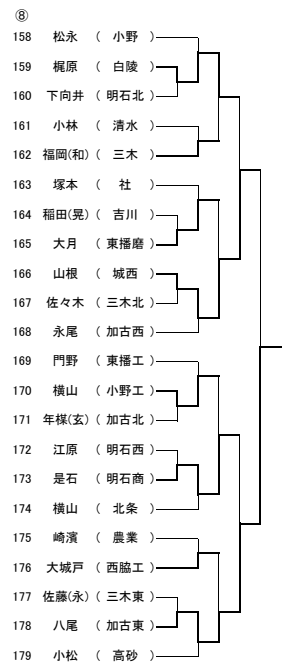 ⑧
158 松永 ( 小野 )
159 梶原 ( 白陵 )
160 下向井 ( 明石北 )
161 小林 ( 清水 )
162 福岡(和) ( 三木 )
163 塚本 ( 社 )
164 稲田(晃) ( 吉川 )
165 大月 ( 東播磨 )
166 山根 ( 城西 )
167 佐々木 ( 三木北 )
168 永尾 ( 加古西 )
169 門野 ( 東播工 )
170 横山 ( 小野工 )
171 年楳(玄) ( 加古北 )
172 江原 ( 明石西 )
173 是石 ( 明石商 )
174 横山 ( 北条 )
175 崎濱 ( 農業 )
176 大城戸 ( 西脇工 )
177 佐藤(永) ( 三木東 )
178 八尾 ( 加古東 )
179 小松 ( 高砂 )